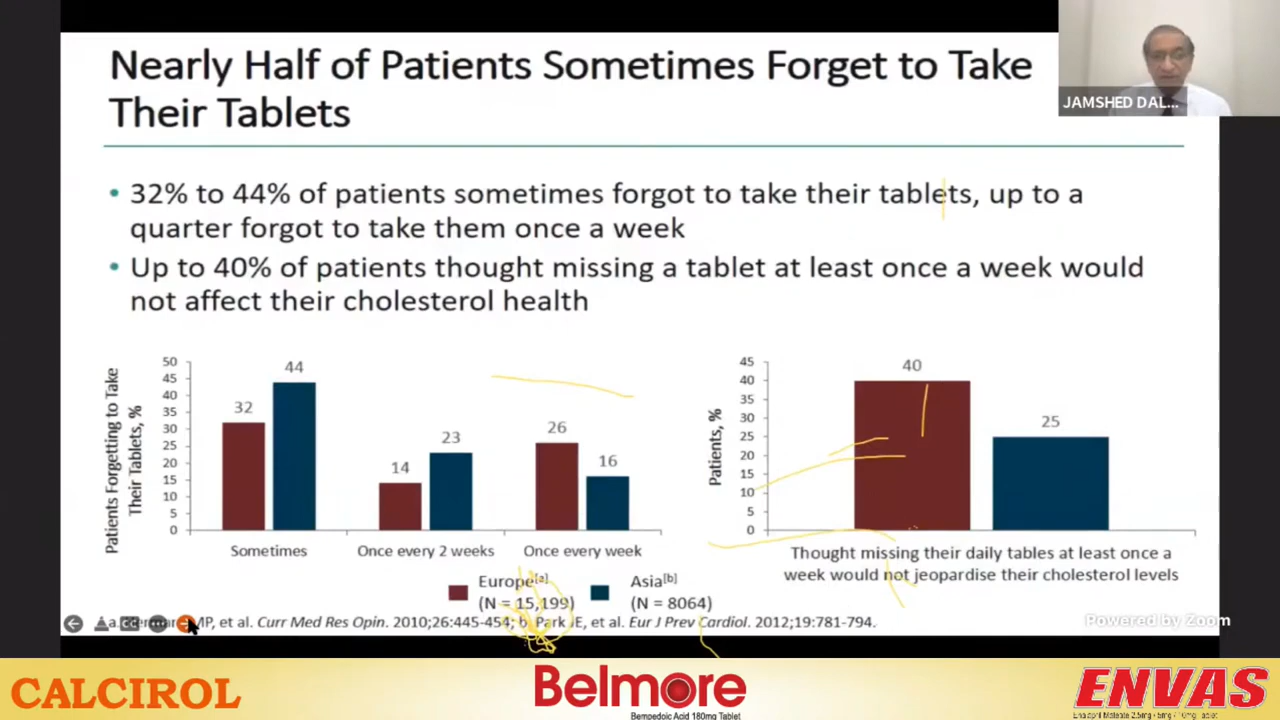 Nearly Half of Patients Sometimes Forget to Take
Their Tablets
JAMSHED DAL...
• 32% to 44% of patients sometimes forgot to take their tablets, up to a
quarter forgot to take them once a week
• Up to 40% of patients thought missing a tablet at least once a week would
not affect their cholesterol health
Patients Forgetting to Take
Their Tablets, %
50
45
40
35
30
25
20
15
10
5
0
32
44
14
23
26
16
Sometimes
Once every 2 weeks
Once every week
Europe[a]
(N = 15,199)
Asia[b]
(N = 8064)
Patients, %
45
40
35
30
25
20
15
10
5
0
40
25
Thought missing their daily tables at least once a
week would not jeopardise their cholesterol levels
a. MP, et al. Curr Med Res Opin. 2010;26:445-454; b. Park JE, et al. Eur J Prev Cardiol. 2012;19:781-794.
Powered by Zoom
CALCIROL
Belmore
Bempedoic Acid 180mg Tablet
ENVAS
Enalapril Maleate 2.5mg • 5mg • 10mg Tablet